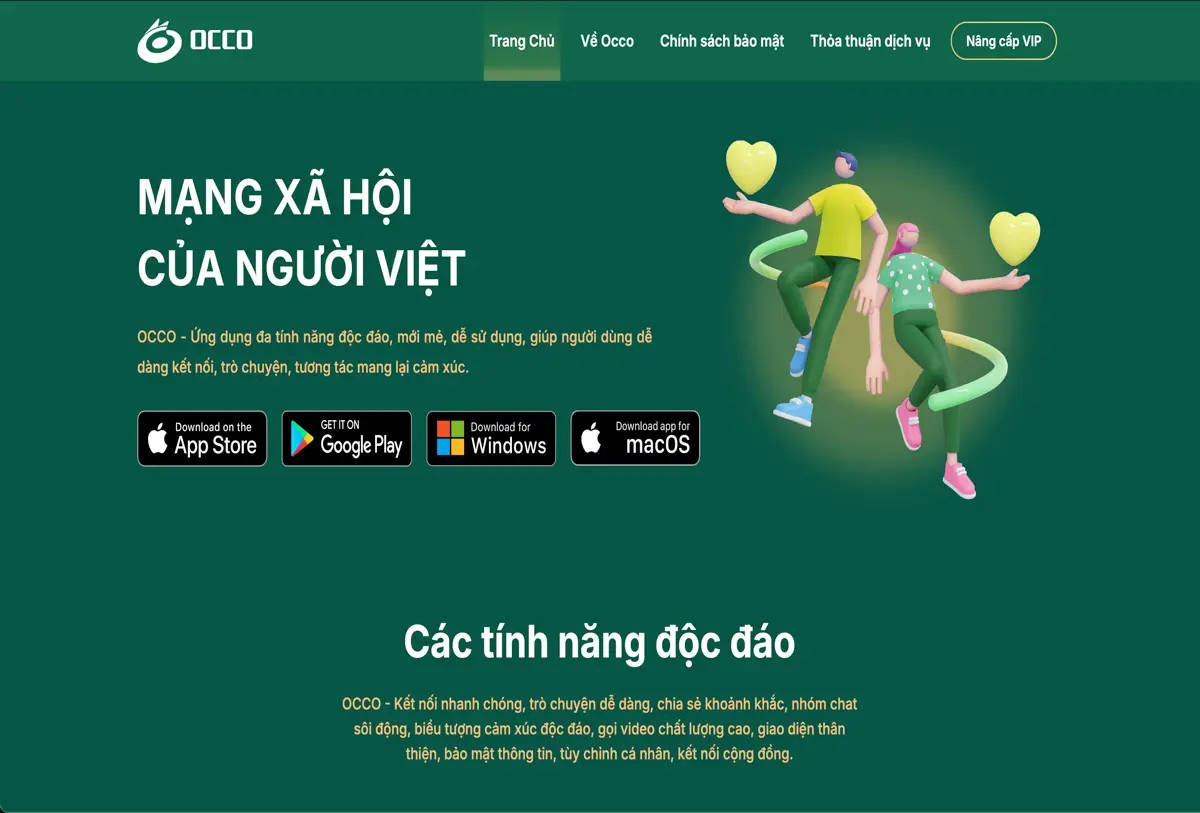 OCCO
Trang Chủ
Về Occo
Chính sách bảo mật
Thỏa thuận dịch vụ
Nâng cấp VIP
MẠNG XÃ HỘI
CỦA NGƯỜI VIỆT
OCCO - Ứng dụng đa tính năng độc đáo, mới mẻ, dễ sử dụng, giúp người dùng dễ
dàng kết nối, trò chuyện, tương tác mang lại cảm xúc.
Download on the
App Store
GET IT ON
Google Play
Download for
Windows
Download app for
macOS
Các tính năng độc đáo
OCCO - Kết nối nhanh chóng, trò chuyện dễ dàng, chia sẻ khoảnh khắc, nhóm chat
sôi động, biểu tượng cảm xúc độc đáo, gọi video chất lượng cao, giao diện thân
thiện, bảo mật thông tin, tùy chỉnh cá nhân, kết nối cộng đồng.